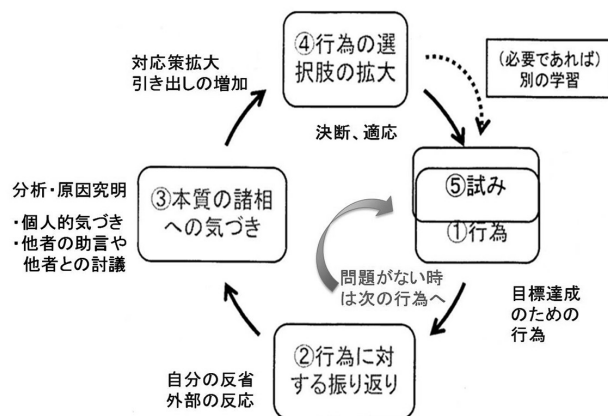 ④行為の選
択肢の拡大
対応策拡大
引き出しの増加
(必要であれば)
別の学習
決断、適応
⑤試み
①行為
③本質の諸相
への気づき
分析・原因究明
・個人的気づき
・他者の助言や
他者との討議
問題がない時
は次の行為へ
目標達成
のための
行為
②行為に対
する振り返り
自分の反省
外部の反応